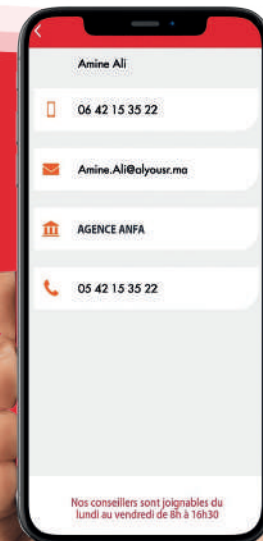 Amine Ali
06 42 15 35 22
Amine.Ali@alyousr.ma
AGENCE ANFA
05 42 15 35 22
Nos conseillers sont joignables du
lundi au vendredi de 8h à 16h30